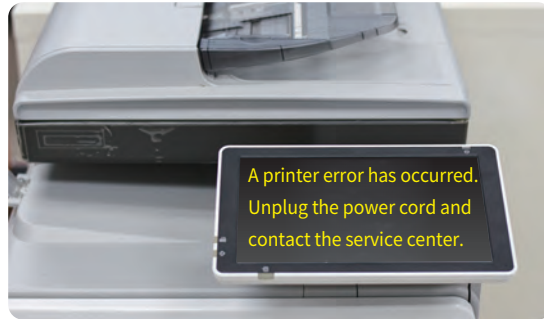 A printer error has occurred.
Unplug the power cord and
contact the service center.